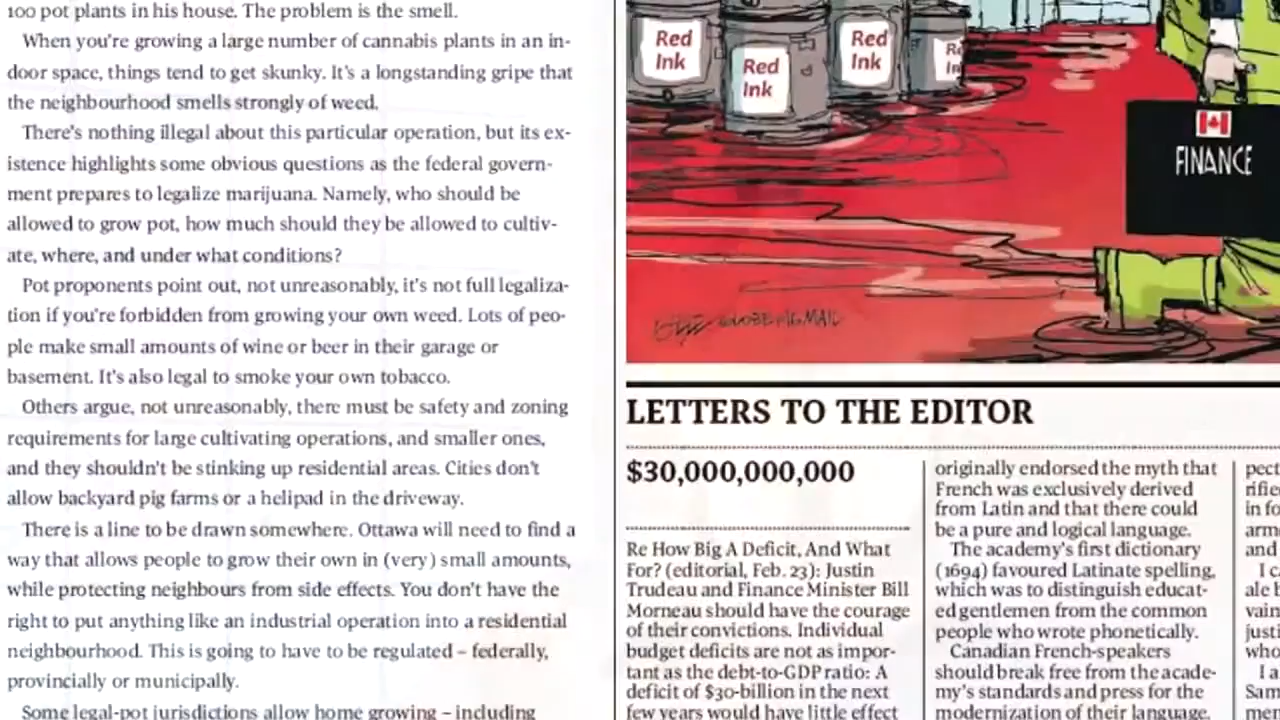 100 pot plants in his house. The problem is the smell.
When you're growing a large number of cannabis plants in an in-
door space, things tend to get skunky. It's a longstanding gripe that
the neighbourhood smells strongly of weed.
There's nothing illegal about this particular operation, but its ex-
istence highlights some obvious questions as the federal govern-
ment prepares to legalize marijuana. Namely, who should be
allowed to grow pot, how much should they be allowed to cultiv-
ate, where, and under what conditions?
Pot proponents point out, not unreasonably, it's not full legaliza-
tion if you're forbidden from growing your own weed. Lots of peo-
ple make small amounts of wine or beer in their garage or
basement. It's also legal to smoke your own tobacco.
Others argue, not unreasonably, there must be safety and zoning
requirements for large cultivating operations, and smaller ones,
and they shouldn't be stinking up residential areas. Cities don't
allow backyard pig farms or a helipad in the driveway.
There is a line to be drawn somewhere. Ottawa will need to find a
way that allows people to grow their own in (very) small amounts,
while protecting neighbours from side effects. You don't have the
right to put anything like an industrial operation into a residential
neighbourhood. This is going to have to be regulated – federally,
provincially or municipally.
Some legal-pot jurisdictions allow home growing – including
Red
Ink
Red
Ink
Red
Ink
Red
Ink
FINANCE
GLOBE & MAIL
LETTERS TO THE EDITOR
$30,000,000,000
Re How Big A Deficit, And What
For? (editorial, Feb. 23): Justin
Trudeau and Finance Minister Bill
Morneau should have the courage
of their convictions. Individual
budget deficits are not as impor-
tant as the debt-to-GDP ratio: A
deficit of $30-billion in the next
few years would have little effect
originally endorsed the myth that
French was exclusively derived
from Latin and that there could
be a pure and logical language.
The academy's first dictionary
(1694) favoured Latinate spelling,
which was to distinguish educat-
ed gentlemen from the common
people who wrote phonetically.
Canadian French-speakers
should break free from the acade-
my's standards and press for the
modernization of their language.
pect
rifie
in fo
arm
and
I c
ale b
vain
justi
who
I a
Sam
men